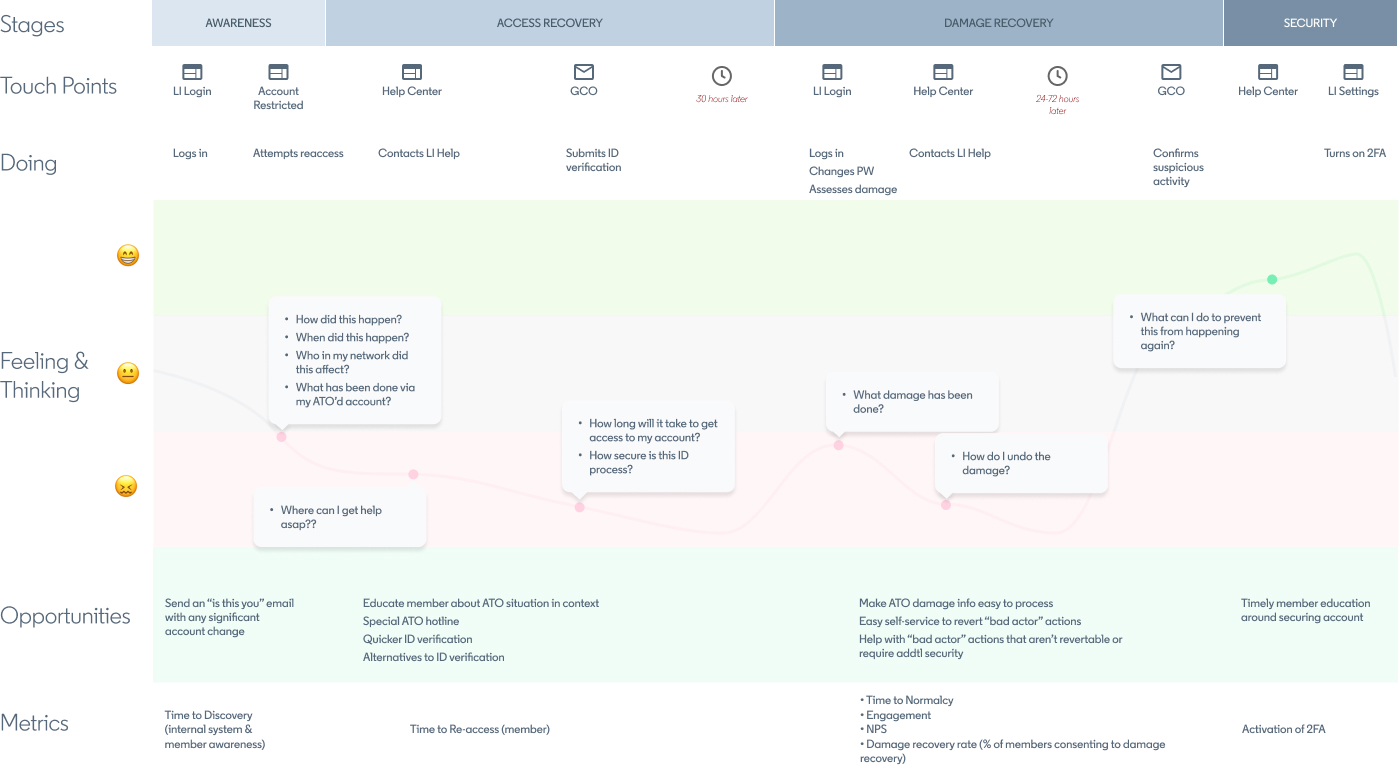 Stages
AWARENESS
ACCESS RECOVERY
DAMAGE RECOVERY
SECURITY
Touch Points
LI Login
Account
Restricted
Help Center
GCO
30 hours later
LI Login
Help Center
24-72 hours
later
GCO
Help Center
LI Settings
Doing
Logs in
Attempts reaccess
Contacts LI Help
Submits ID
verification
Logs in
Changes PW
Assesses damage
Contacts LI Help
Confirms
suspicious
activity
Turns on 2FA
Feeling &
Thinking
• How did this happen?
• When did this happen?
• Who in my network did
this affect?
• What has been done via
my ATO'd account?
• Where can I get help
asap??
• How long will it take to get
access to my account?
• How secure is this ID
process?
• What damage has been
done?
• How do I undo the
damage?
• What can I do to prevent
this from happening
again?
Opportunities
Send an “is this you” email
with any significant
account change
Educate member about ATO situation in context
Special ATO hotline
Quicker ID verification
Alternatives to ID verification
Make ATO damage info easy to process
Easy self-service to revert “bad actor” actions
Help with “bad actor” actions that aren’t revertable or
require addtl security
Timely member education
around securing account
Metrics
Time to Discovery
(internal system &
member awareness)
Time to Re-access (member)
• Time to Normalcy
• Engagement
• NPS
• Damage recovery rate (% of members consenting to damage
recovery)
Activation of 2FA